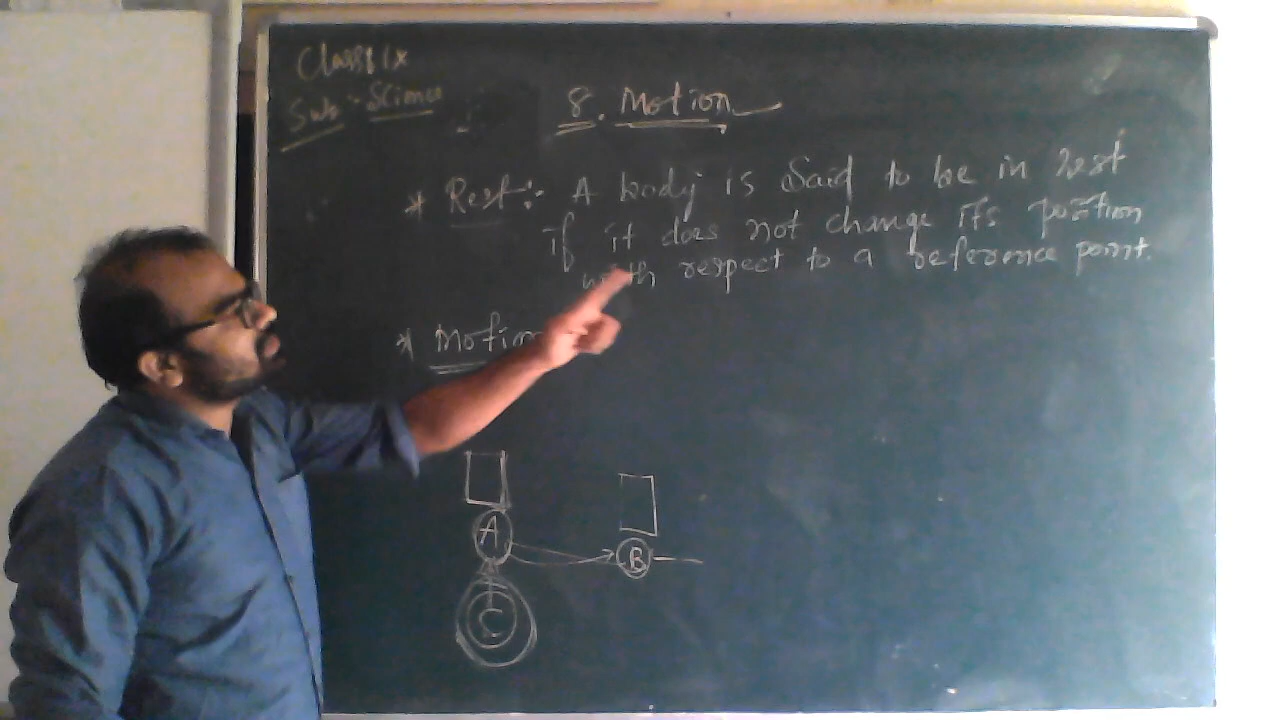 Class IX
Sub :- Science
8. Motion
* Rest :- A body is said to be in rest
if it does not change its position
with respect to a reference point.
* Motion
A
B
C